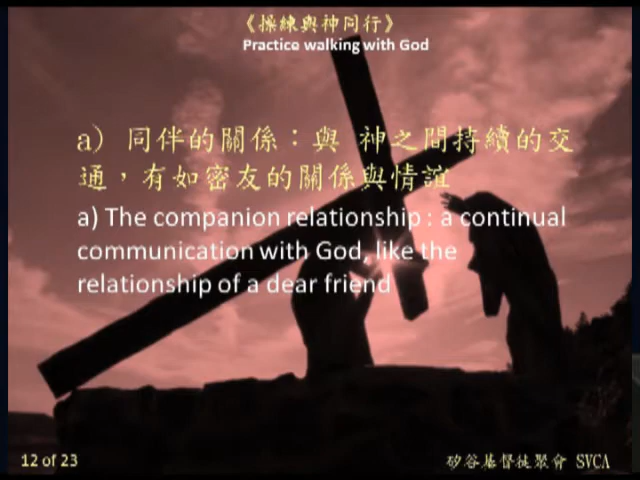 《操練與神同行》
Practice walking with God
a) 同伴的關係：與 神之間持續的交
通，有如密友的關係與情誼
a) The companion relationship : a continual
communication with God, like the
relationship of a dear friend
12 of 23
矽谷基督徒聚會 SVCA